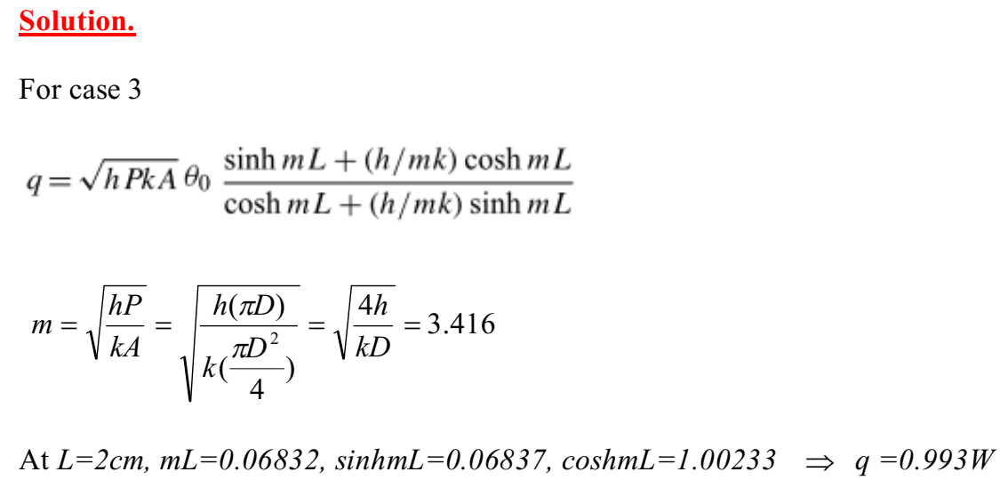 Solution.
For case 3
q = √(hPkA) θ₀ (sinh mL + (h/mk) cosh mL) / (cosh mL + (h/mk) sinh mL)
m = √(hP / kA) = √(h(πD) / k(πD² / 4)) = √(4h / kD) = 3.416
At L=2cm, mL=0.06832, sinhmL=0.06837, coshmL=1.00233 ⇒ q =0.993W